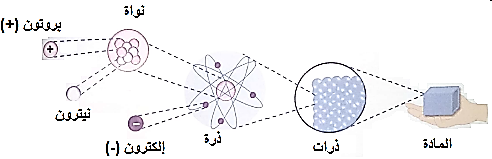 نواة
بروتون (+)
نيترون
إلكترون (-)
ذرة
ذرات
المادة